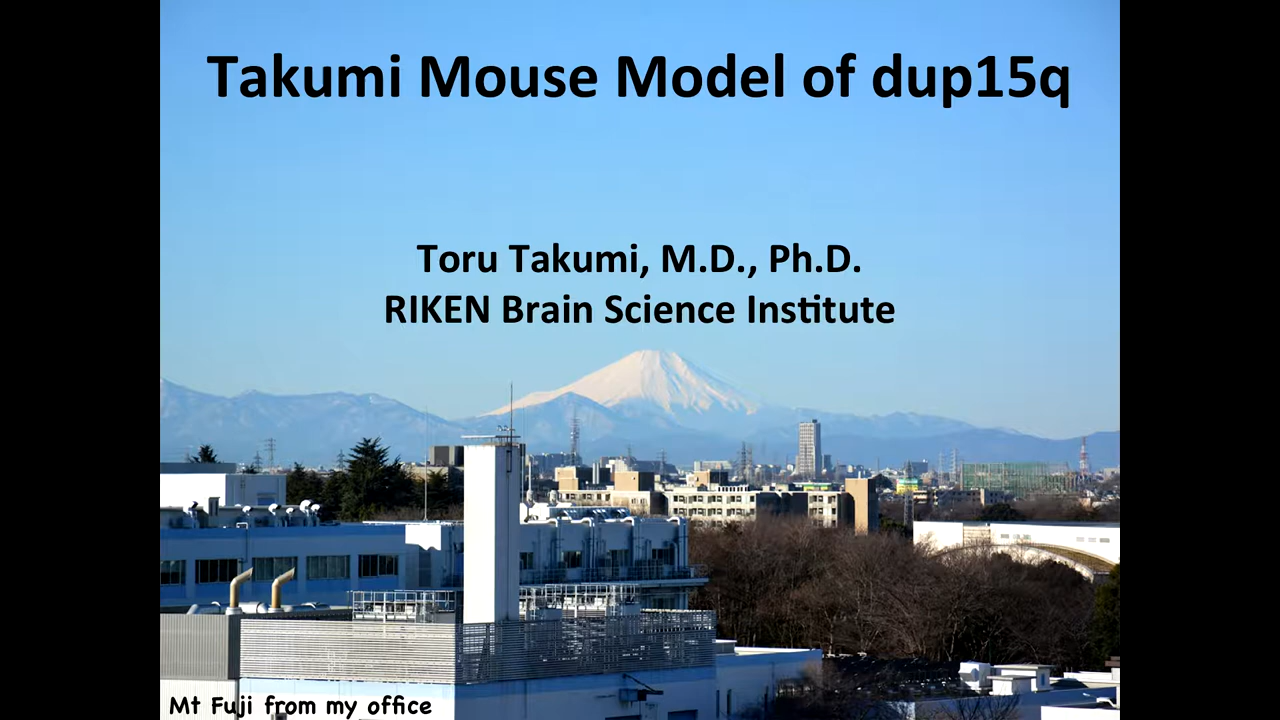 Takumi Mouse Model of dup15q
Toru Takumi, M.D., Ph.D.
RIKEN Brain Science Institute
Mt Fuji from my office